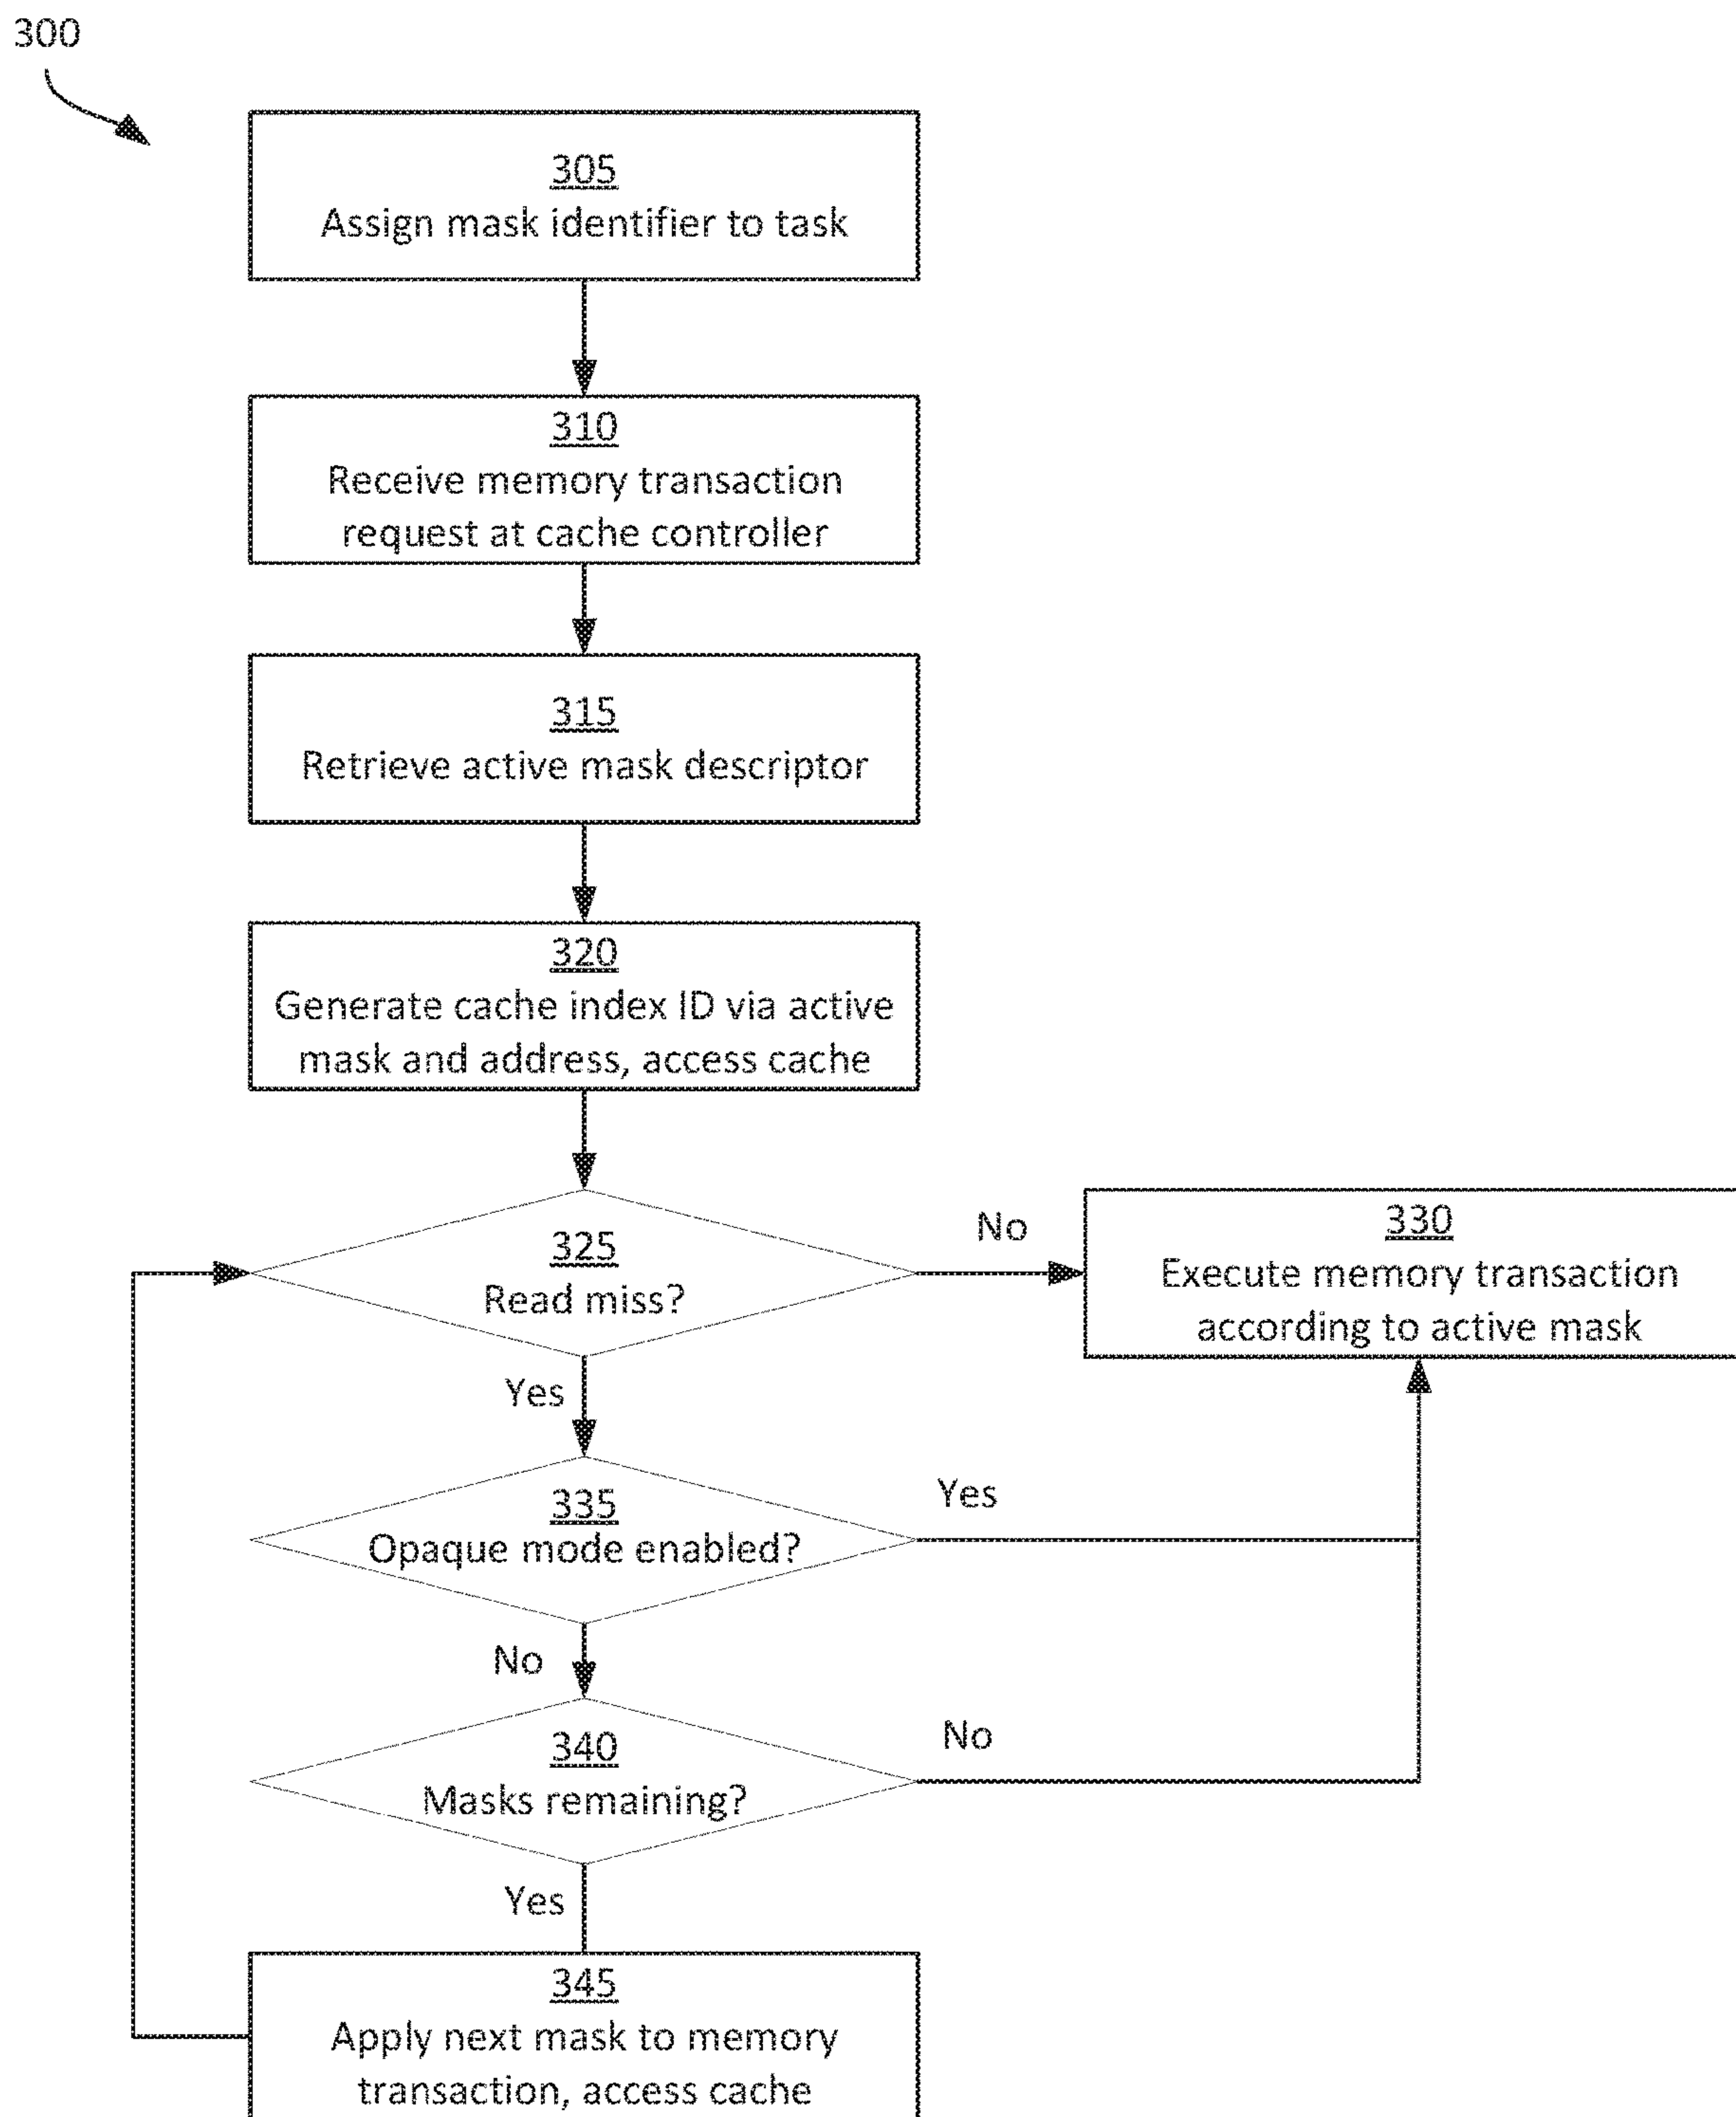 300
305
Assign mask identifier to task
310
Receive memory transaction
request at cache controller
315
Retrieve active mask descriptor
320
Generate cache index ID via active
mask and address, access cache
325
Read miss?
No
330
Execute memory transaction
according to active mask
Yes
335
Opaque mode enabled?
Yes
No
340
Masks remaining?
No
Yes
345
Apply next mask to memory
transaction, access cache